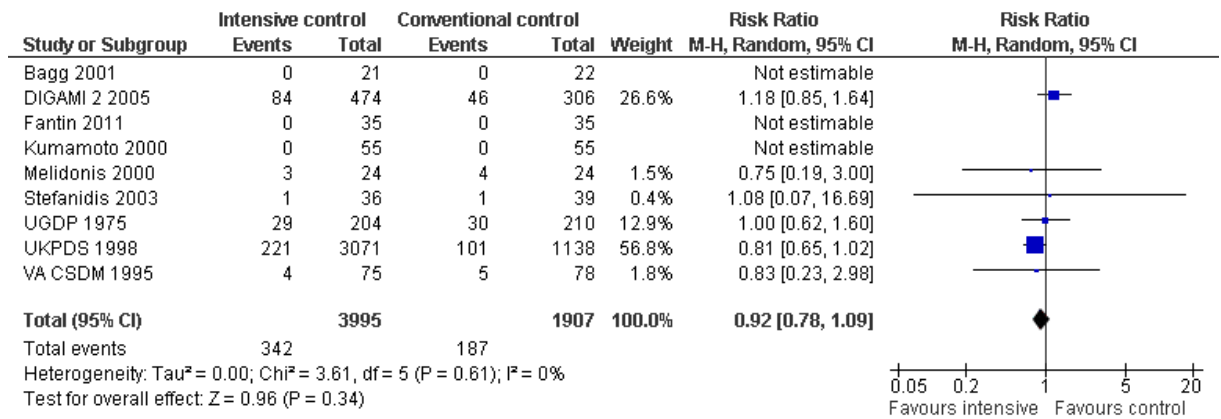 Intensive control Conventional control Risk Ratio Risk Ratio
Study or Subgroup Events Total Events Total Weight M-H, Random, 95% CI M-H, Random, 95% CI
Bagg 2001 0 21 0 22 Not estimable
DIGAMI 2 2005 84 474 46 306 26.6% 1.18 [0.85, 1.64]
Fantin 2011 0 35 0 35 Not estimable
Kumamoto 2000 0 55 0 55 Not estimable
Melidonis 2000 3 24 4 24 1.5% 0.75 [0.19, 3.00]
Stefanidis 2003 1 36 1 39 0.4% 1.08 [0.07, 16.69]
UGDP 1975 29 204 30 210 12.9% 1.00 [0.62, 1.60]
UKPDS 1998 221 3071 101 1138 56.8% 0.81 [0.65, 1.02]
VA CSDM 1995 4 75 5 78 1.8% 0.83 [0.23, 2.98]
Total (95% CI) 3995 1907 100.0% 0.92 [0.78, 1.09]
Total events 342 187
Heterogeneity: Tau² = 0.00; Chi² = 3.61, df = 5 (P = 0.61); I² = 0%
Test for overall effect: Z = 0.96 (P = 0.34)
0.05 0.2 1 5 20
Favours intensive Favours control